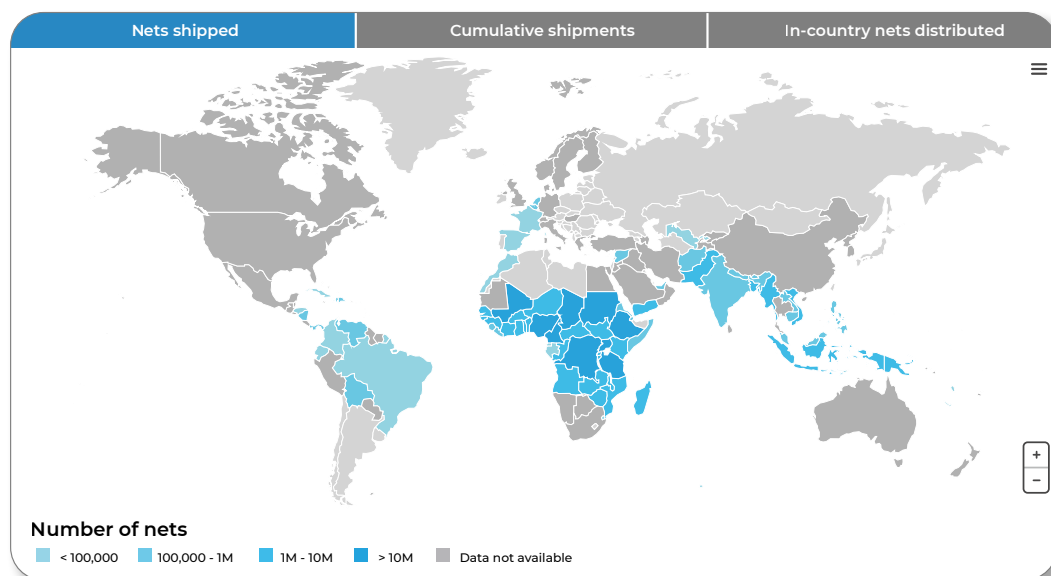 Nets shipped
Cumulative shipments
In-country nets distributed
+
−
Number of nets
< 100,000
100,000 - 1M
1M - 10M
> 10M
Data not available